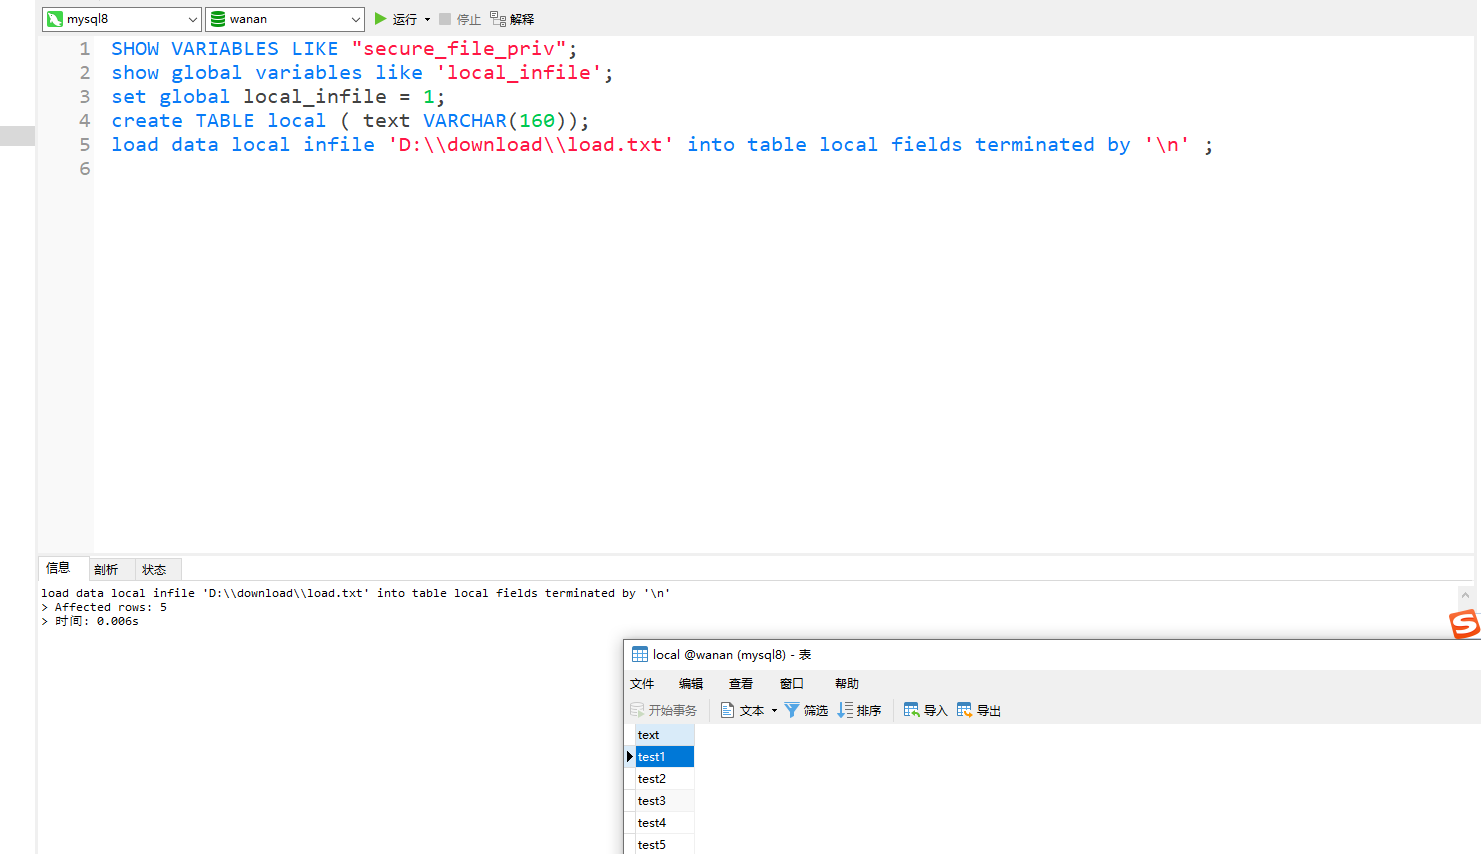 mysql8 wanan 运行 停止 解释
1 SHOW VARIABLES LIKE "secure_file_priv";
2 show global variables like 'local_infile';
3 set global local_infile = 1;
4 create TABLE local ( text VARCHAR(160));
5 load data local infile 'D:\\download\\load.txt' into table local fields terminated by '\n' ;
6
信息 剖析 状态
load data local infile 'D:\\download\\load.txt' into table local fields terminated by '\n'
> Affected rows: 5
> 时间: 0.006s
local @wanan (mysql8) - 表
文件 编辑 查看 窗口 帮助
开始事务 文本 筛选 排序 导入 导出
text
test1
test2
test3
test4
test5